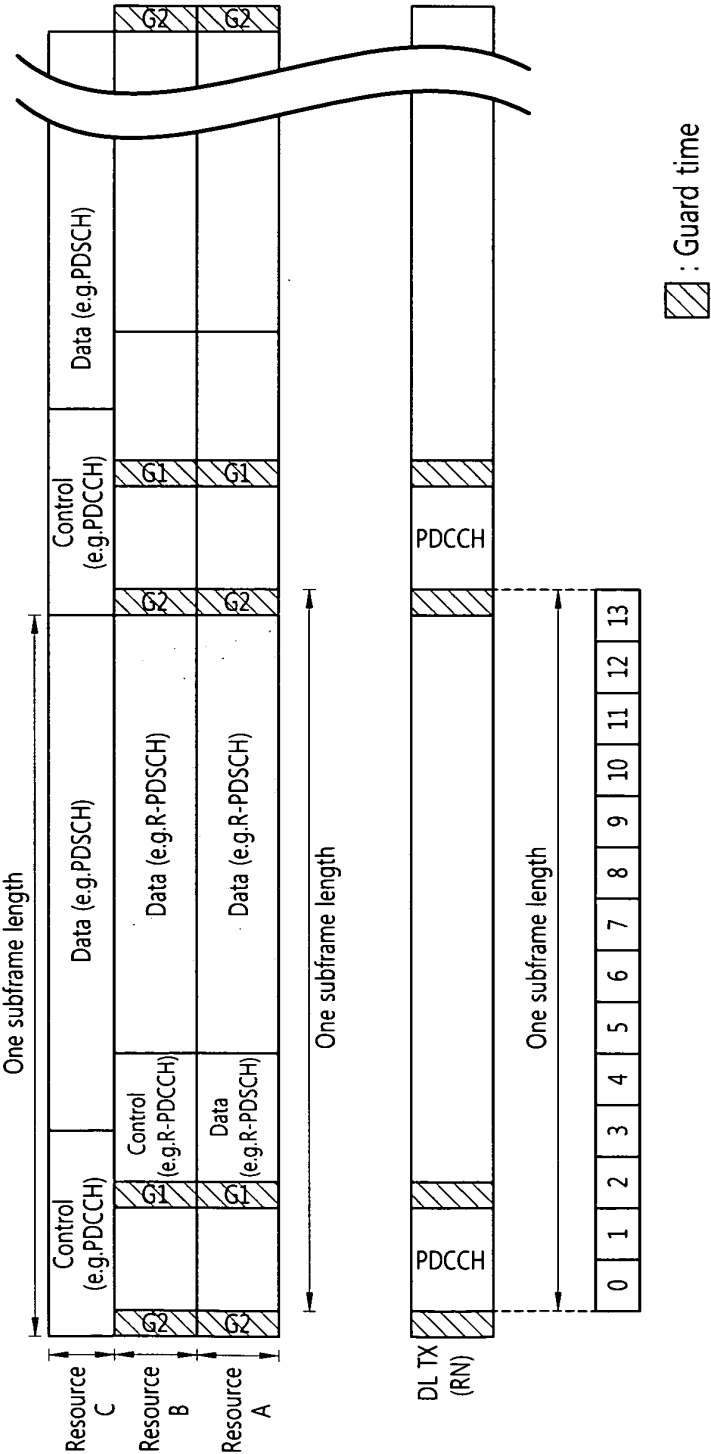 One subframe length
Resource
C
Control
(e.g.PDCCH)
Data (e.g.PDSCH)
Control
(e.g.PDCCH)
Data (e.g.PDSCH)
Resource
B
G2
G1
Control
(e.g.R-PDCCH)
Data (e.g.R-PDSCH)
G2
G1
G2
Resource
A
G2
G1
Data
(e.g.R-PDSCH)
Data (e.g.R-PDSCH)
G2
G1
G2
One subframe length
DL TX
(RN)
PDCCH
PDCCH
One subframe length
0 1 2 3 4 5 6 7 8 9 10 11 12 13
: Guard time